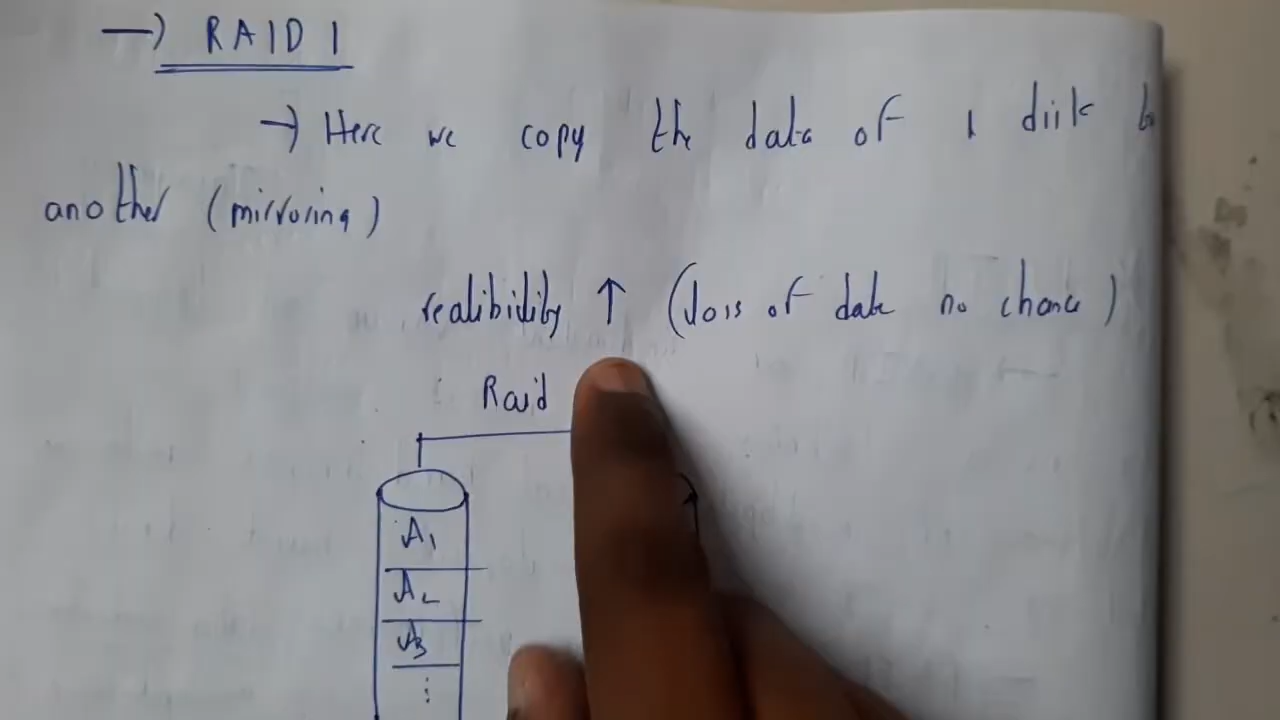 → RAID 1
→ Here we copy the data of 1 disk to
another (mirroring)
realibility ↑ (loss of data no chance)
Raid
A1
A2
A3
⋮